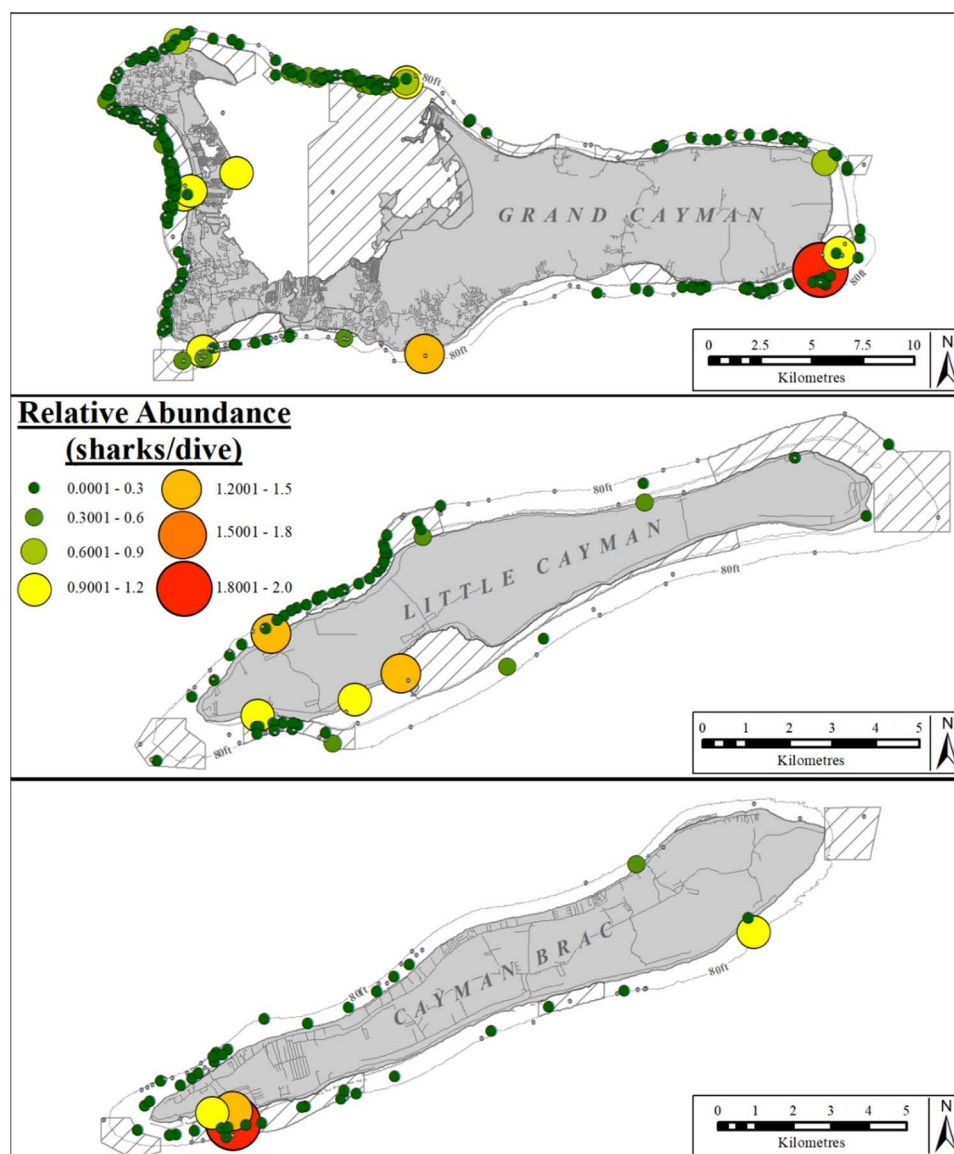 80ft
GRAND CAYMAN
80ft
80ft
N
0 2.5 5 7.5 10
Kilometres
Relative Abundance
(sharks/dive)
0.0001 - 0.3
1.2001 - 1.5
0.3001 - 0.6
1.5001 - 1.8
0.6001 - 0.9
0.9001 - 1.2
1.8001 - 2.0
80ft
LITTLE CAYMAN
80ft
80ft
N
0 1 2 3 4 5
Kilometres
80ft
CAYMAN BRAC
80ft
N
0 1 2 3 4 5
Kilometres